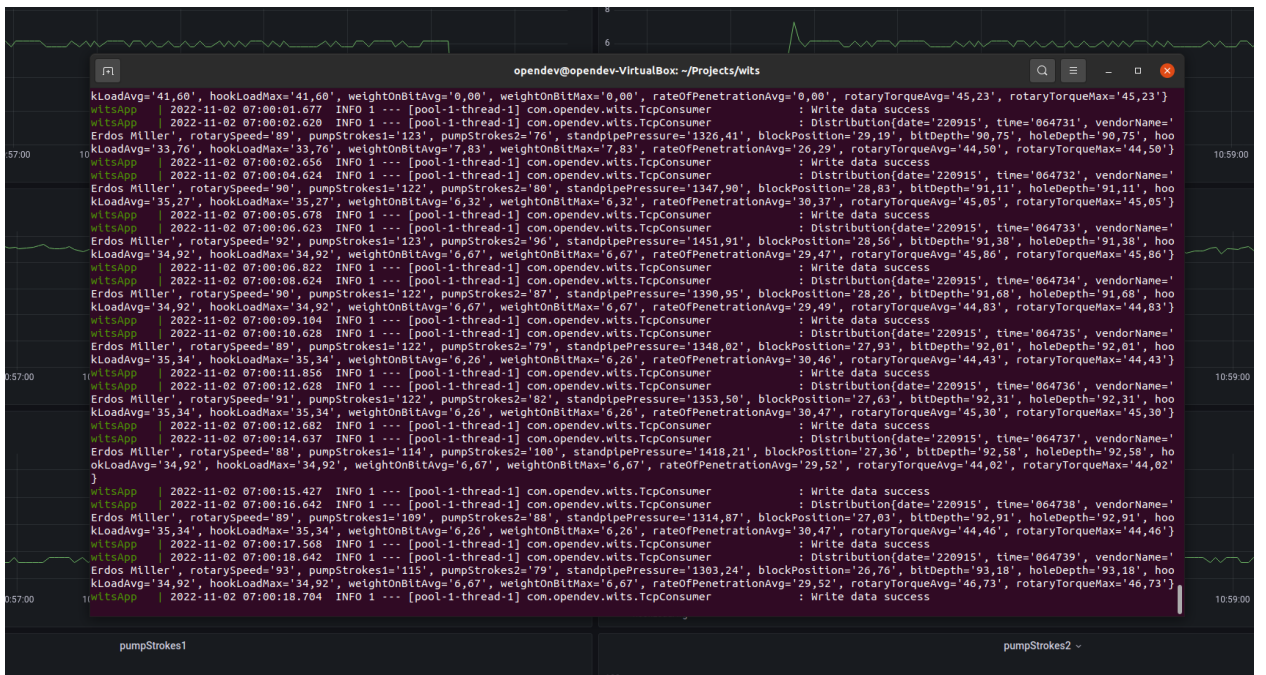 8
6
opendev@opendev-VirtualBox: ~/Projects/wits
kLoadAvg='41,60', hookLoadMax='41,60', weightOnBitAvg='0,00', weightOnBitMax='0,00', rateOfPenetrationAvg='0,00', rotaryTorqueAvg='45,23', rotaryTorqueMax='45,23'}
witsApp | 2022-11-02 07:00:01.677 INFO 1 --- [pool-1-thread-1] com.opendev.wits.TcpConsumer : Write data success
witsApp | 2022-11-02 07:00:02.620 INFO 1 --- [pool-1-thread-1] com.opendev.wits.TcpConsumer : Distribution{date='220915', time='064731', vendorName='
Erdos Miller', rotarySpeed='89', pumpStrokes1='123', pumpStrokes2='76', standpipePressure='1326,41', blockPosition='29,19', bitDepth='90,75', holeDepth='90,75', hoo
kLoadAvg='33,76', hookLoadMax='33,76', weightOnBitAvg='7,83', weightOnBitMax='7,83', rateOfPenetrationAvg='26,29', rotaryTorqueAvg='44,50', rotaryTorqueMax='44,50'}
witsApp | 2022-11-02 07:00:02.656 INFO 1 --- [pool-1-thread-1] com.opendev.wits.TcpConsumer : Write data success
witsApp | 2022-11-02 07:00:04.624 INFO 1 --- [pool-1-thread-1] com.opendev.wits.TcpConsumer : Distribution{date='220915', time='064732', vendorName='
Erdos Miller', rotarySpeed='90', pumpStrokes1='122', pumpStrokes2='80', standpipePressure='1347,90', blockPosition='28,83', bitDepth='91,11', holeDepth='91,11', hoo
kLoadAvg='35,27', hookLoadMax='35,27', weightOnBitAvg='6,32', weightOnBitMax='6,32', rateOfPenetrationAvg='30,37', rotaryTorqueAvg='45,05', rotaryTorqueMax='45,05'}
witsApp | 2022-11-02 07:00:05.678 INFO 1 --- [pool-1-thread-1] com.opendev.wits.TcpConsumer : Write data success
witsApp | 2022-11-02 07:00:06.623 INFO 1 --- [pool-1-thread-1] com.opendev.wits.TcpConsumer : Distribution{date='220915', time='064733', vendorName='
Erdos Miller', rotarySpeed='92', pumpStrokes1='123', pumpStrokes2='96', standpipePressure='1451,91', blockPosition='28,56', bitDepth='91,38', holeDepth='91,38', hoo
kLoadAvg='34,92', hookLoadMax='34,92', weightOnBitAvg='6,67', weightOnBitMax='6,67', rateOfPenetrationAvg='29,47', rotaryTorqueAvg='45,86', rotaryTorqueMax='45,86'}
witsApp | 2022-11-02 07:00:06.822 INFO 1 --- [pool-1-thread-1] com.opendev.wits.TcpConsumer : Write data success
witsApp | 2022-11-02 07:00:08.624 INFO 1 --- [pool-1-thread-1] com.opendev.wits.TcpConsumer : Distribution{date='220915', time='064734', vendorName='
Erdos Miller', rotarySpeed='90', pumpStrokes1='122', pumpStrokes2='87', standpipePressure='1390,95', blockPosition='28,26', bitDepth='91,68', holeDepth='91,68', hoo
kLoadAvg='34,92', hookLoadMax='34,92', weightOnBitAvg='6,67', weightOnBitMax='6,67', rateOfPenetrationAvg='29,49', rotaryTorqueAvg='44,83', rotaryTorqueMax='44,83'}
witsApp | 2022-11-02 07:00:09.104 INFO 1 --- [pool-1-thread-1] com.opendev.wits.TcpConsumer : Write data success
witsApp | 2022-11-02 07:00:10.628 INFO 1 --- [pool-1-thread-1] com.opendev.wits.TcpConsumer : Distribution{date='220915', time='064735', vendorName='
Erdos Miller', rotarySpeed='89', pumpStrokes1='122', pumpStrokes2='79', standpipePressure='1348,02', blockPosition='27,93', bitDepth='92,01', holeDepth='92,01', hoo
kLoadAvg='35,34', hookLoadMax='35,34', weightOnBitAvg='6,26', weightOnBitMax='6,26', rateOfPenetrationAvg='30,46', rotaryTorqueAvg='44,43', rotaryTorqueMax='44,43'}
witsApp | 2022-11-02 07:00:11.856 INFO 1 --- [pool-1-thread-1] com.opendev.wits.TcpConsumer : Write data success
witsApp | 2022-11-02 07:00:12.628 INFO 1 --- [pool-1-thread-1] com.opendev.wits.TcpConsumer : Distribution{date='220915', time='064736', vendorName='
Erdos Miller', rotarySpeed='91', pumpStrokes1='122', pumpStrokes2='82', standpipePressure='1353,50', blockPosition='27,63', bitDepth='92,31', holeDepth='92,31', hoo
kLoadAvg='35,34', hookLoadMax='35,34', weightOnBitAvg='6,26', weightOnBitMax='6,26', rateOfPenetrationAvg='30,47', rotaryTorqueAvg='45,30', rotaryTorqueMax='45,30'}
witsApp | 2022-11-02 07:00:12.682 INFO 1 --- [pool-1-thread-1] com.opendev.wits.TcpConsumer : Write data success
witsApp | 2022-11-02 07:00:14.637 INFO 1 --- [pool-1-thread-1] com.opendev.wits.TcpConsumer : Distribution{date='220915', time='064737', vendorName='
Erdos Miller', rotarySpeed='88', pumpStrokes1='114', pumpStrokes2='100', standpipePressure='1418,21', blockPosition='27,36', bitDepth='92,58', holeDepth='92,58', ho
okLoadAvg='34,92', hookLoadMax='34,92', weightOnBitAvg='6,67', weightOnBitMax='6,67', rateOfPenetrationAvg='29,52', rotaryTorqueAvg='44,02', rotaryTorqueMax='44,02'
}
witsApp | 2022-11-02 07:00:15.427 INFO 1 --- [pool-1-thread-1] com.opendev.wits.TcpConsumer : Write data success
witsApp | 2022-11-02 07:00:16.642 INFO 1 --- [pool-1-thread-1] com.opendev.wits.TcpConsumer : Distribution{date='220915', time='064738', vendorName='
Erdos Miller', rotarySpeed='89', pumpStrokes1='109', pumpStrokes2='88', standpipePressure='1314,87', blockPosition='27,03', bitDepth='92,91', holeDepth='92,91', hoo
kLoadAvg='35,34', hookLoadMax='35,34', weightOnBitAvg='6,26', weightOnBitMax='6,26', rateOfPenetrationAvg='30,47', rotaryTorqueAvg='44,46', rotaryTorqueMax='44,46'}
witsApp | 2022-11-02 07:00:17.568 INFO 1 --- [pool-1-thread-1] com.opendev.wits.TcpConsumer : Write data success
witsApp | 2022-11-02 07:00:18.642 INFO 1 --- [pool-1-thread-1] com.opendev.wits.TcpConsumer : Distribution{date='220915', time='064739', vendorName='
Erdos Miller', rotarySpeed='93', pumpStrokes1='115', pumpStrokes2='79', standpipePressure='1303,24', blockPosition='26,76', bitDepth='93,18', holeDepth='93,18', hoo
kLoadAvg='34,92', hookLoadMax='34,92', weightOnBitAvg='6,67', weightOnBitMax='6,67', rateOfPenetrationAvg='29,52', rotaryTorqueAvg='46,73', rotaryTorqueMax='46,73'}
witsApp | 2022-11-02 07:00:18.704 INFO 1 --- [pool-1-thread-1] com.opendev.wits.TcpConsumer : Write data success
:57:00
10:59:00
0:57:00
10:59:00
0:57:00
10:59:00
pumpStrokes1
pumpStrokes2